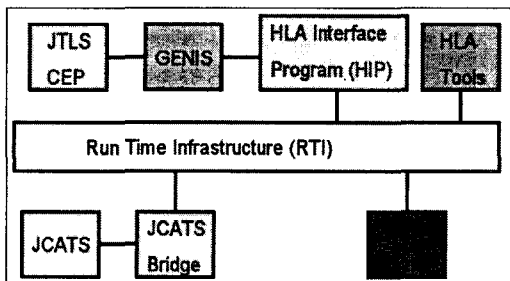 JTLS
CEP
GENIS
HLA Interface
Program (HIP)
HLA
Tools
Run Time Infrastructure (RTI)
JCATS
JCATS
Bridge